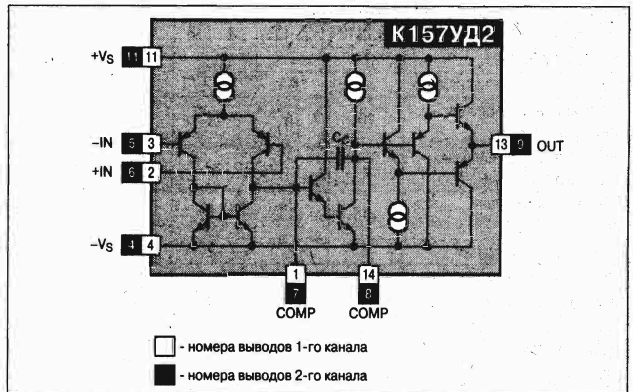 К157УД2
+VS 11 11
CC
–IN 5 3
+IN 6 2
13 9 OUT
–VS 4 4
1 14
7 8
COMP COMP
- номера выводов 1-го канала
- номера выводов 2-го канала